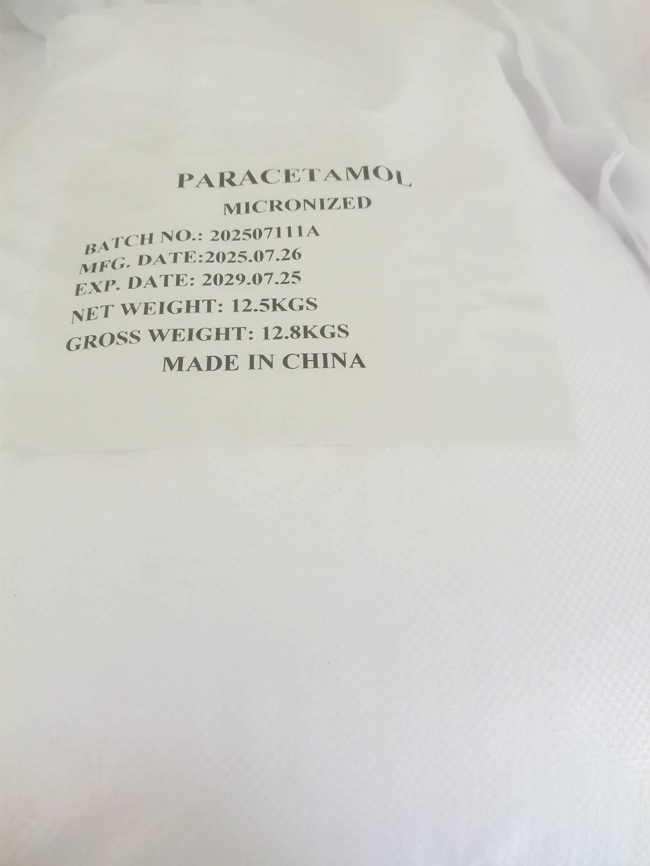 PARACETAMOL
MICRONIZED
BATCH NO.: 202507111A
MFG. DATE:2025.07.26
EXP. DATE: 2029.07.25
NET WEIGHT: 12.5KGS
GROSS WEIGHT: 12.8KGS
MADE IN CHINA